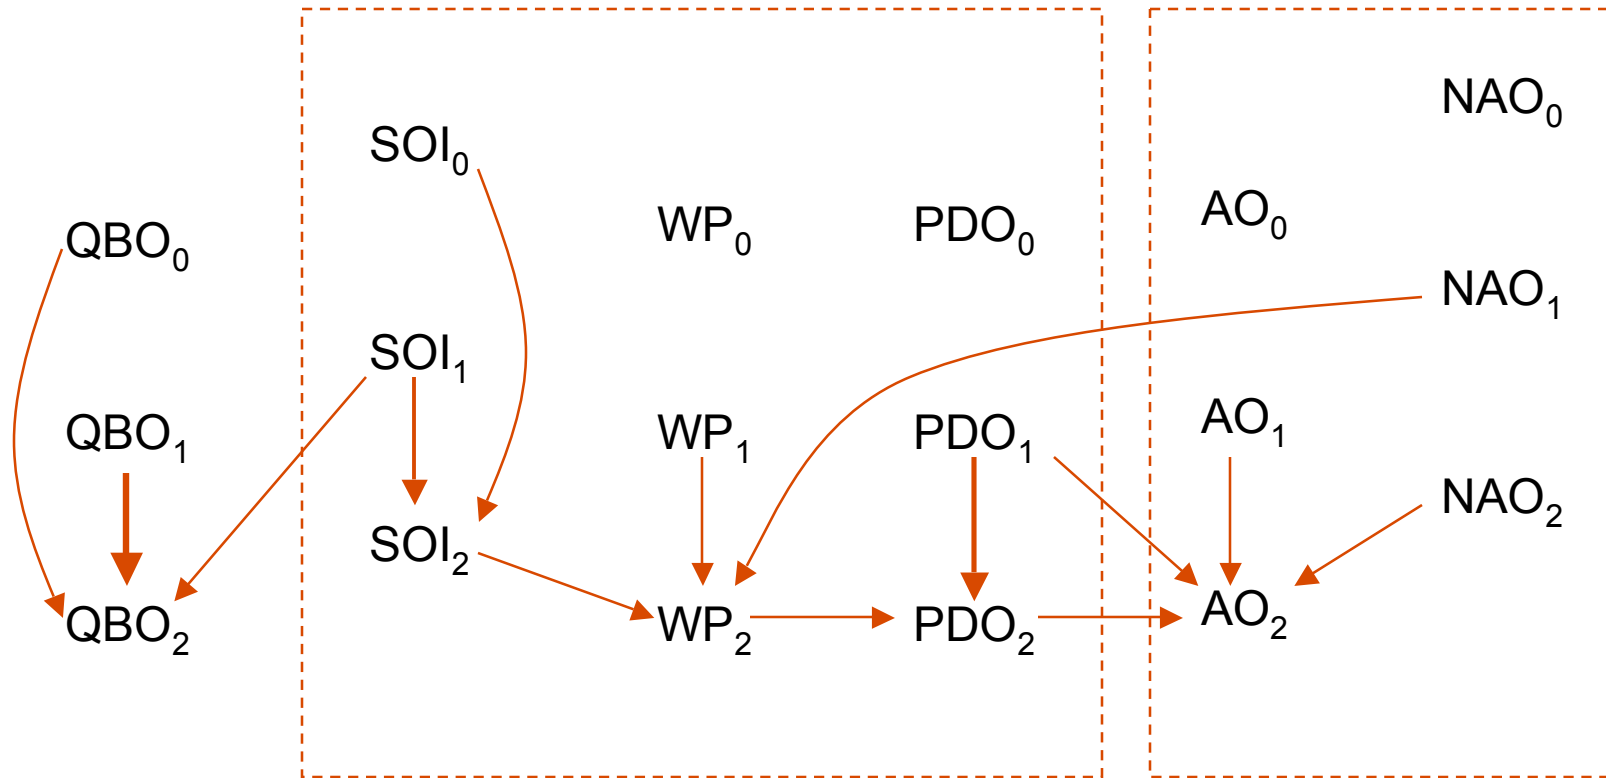 NAO₀
SOI₀
AO₀
QBO₀
WP₀
PDO₀
NAO₁
SOI₁
AO₁
QBO₁
WP₁
PDO₁
NAO₂
SOI₂
AO₂
QBO₂
WP₂
PDO₂